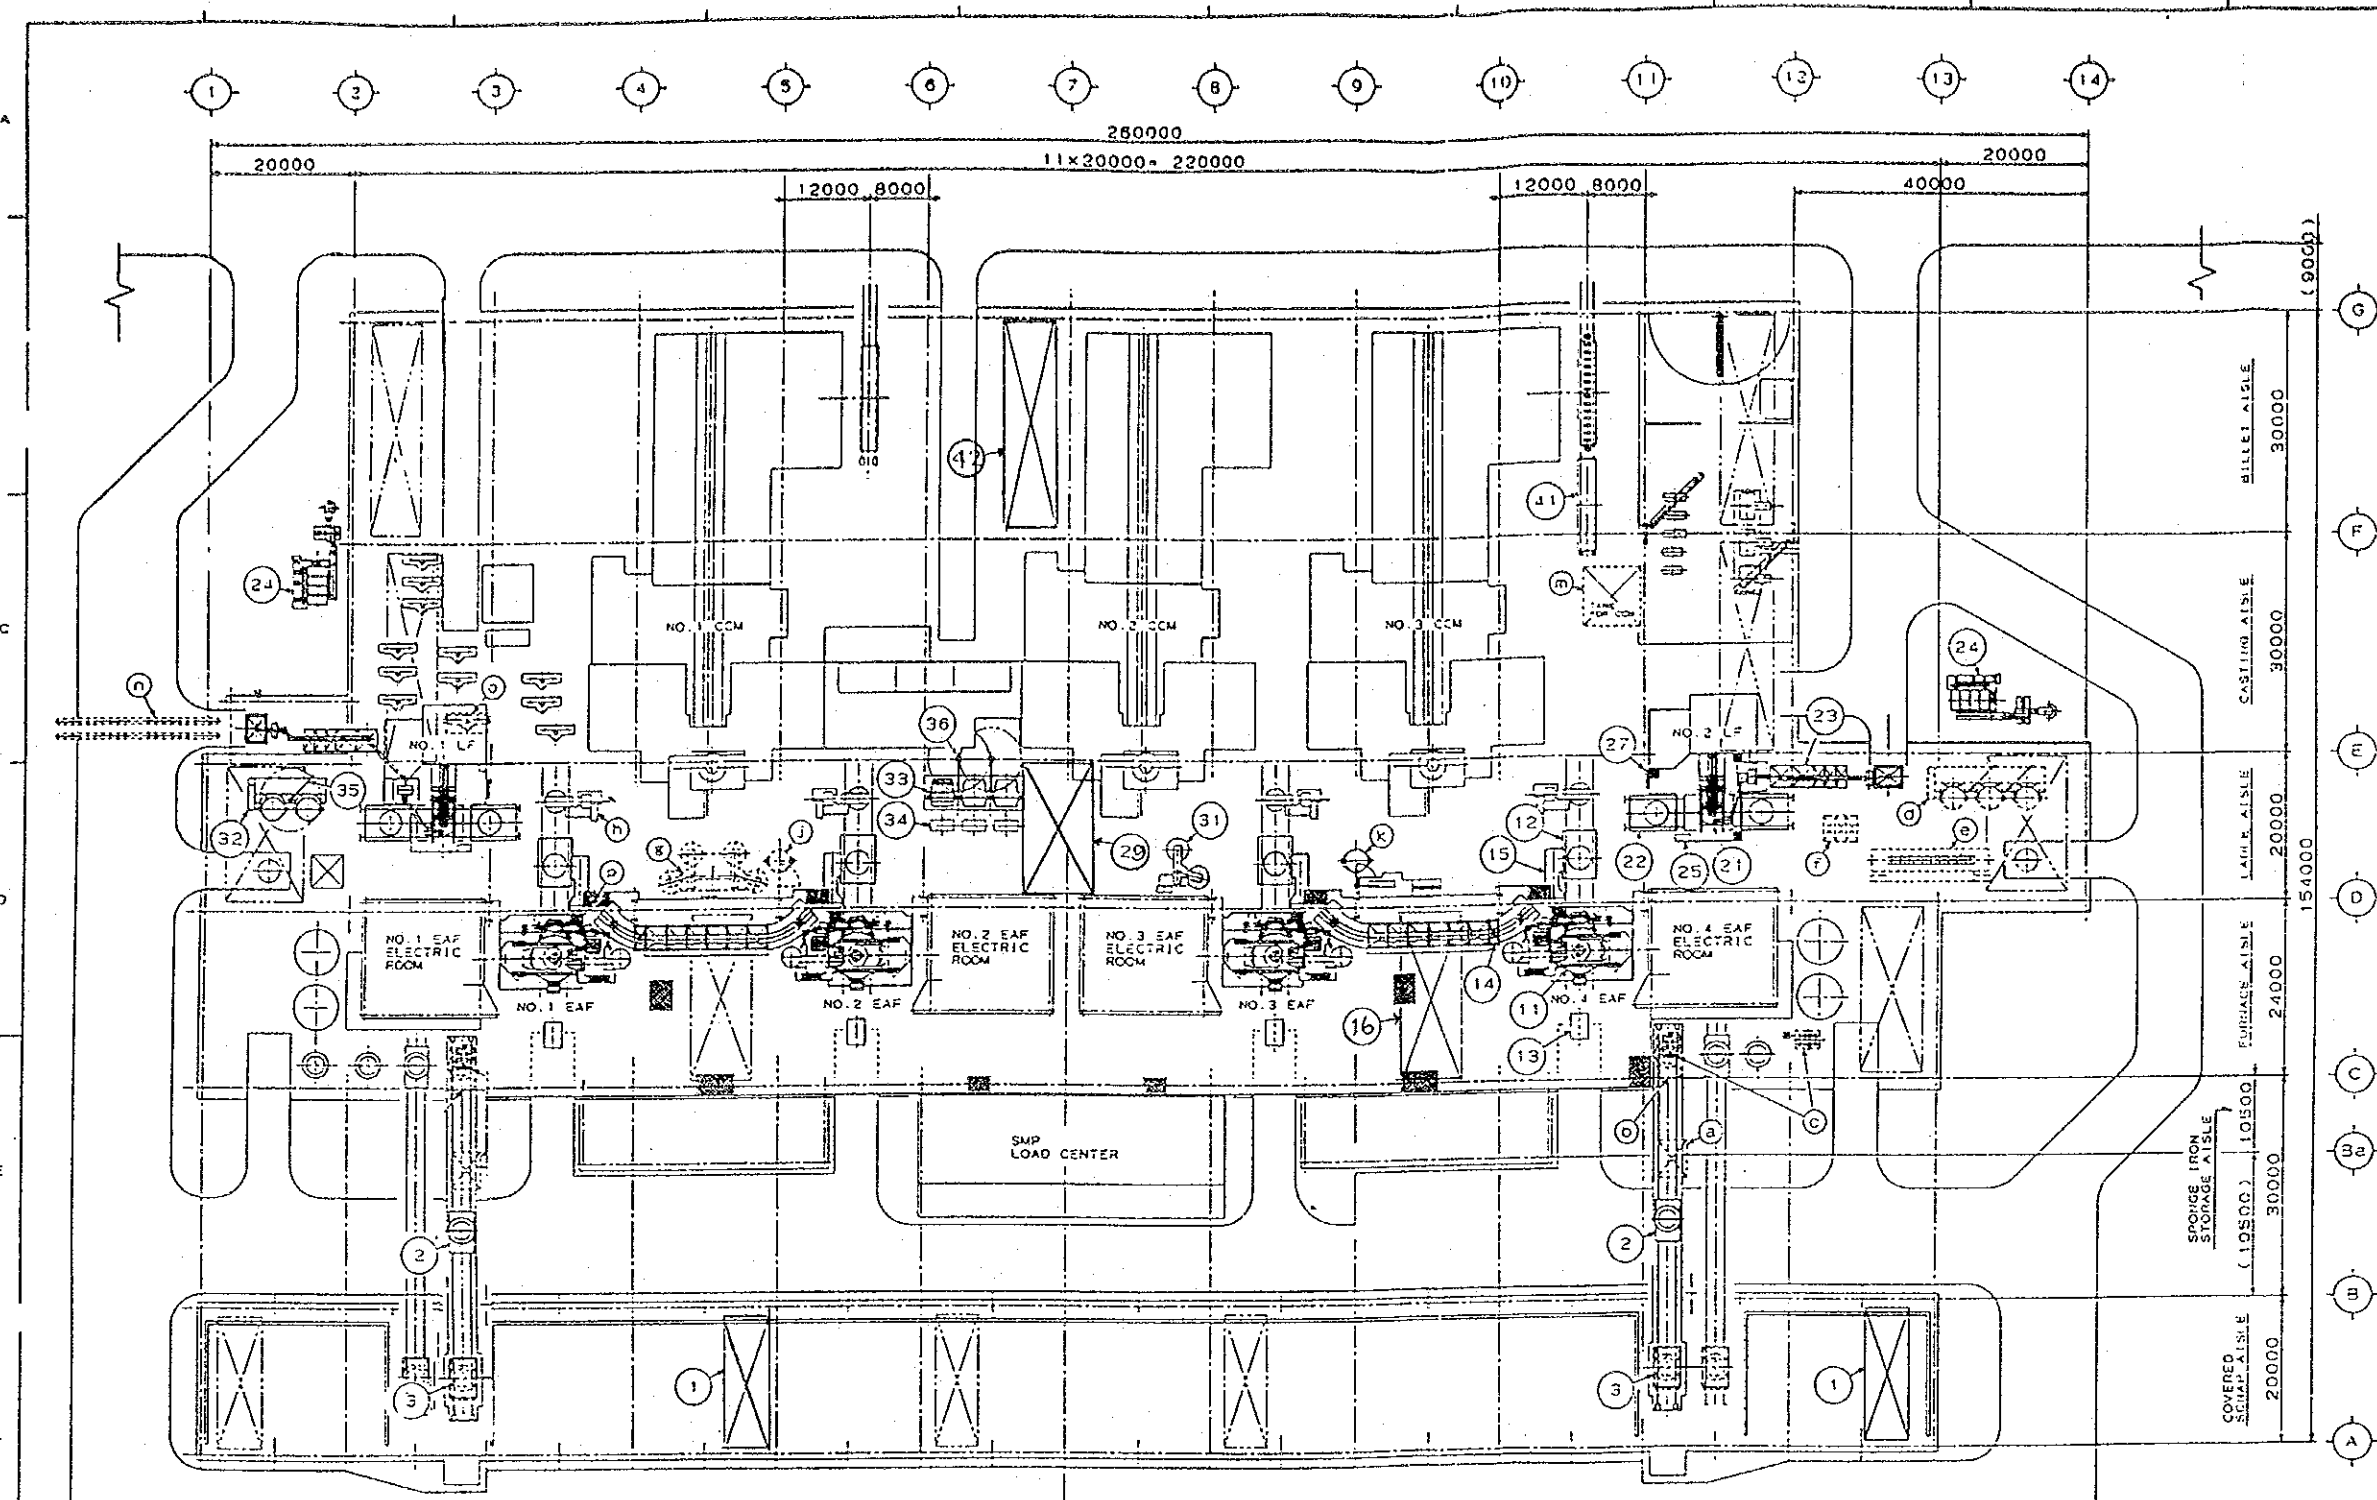 1 2 3 4 5 6 7 8 9 10 11 12 13 14
A
260000
20000 11×20000= 220000 20000
12000 8000 12000 8000 40000
(9000)
G
BILLET AISLE
30000
42
41
F
24
CASTING AISLE
30000
NO.1 CCM
NO.2 CCM
NO.3 CCM
C
24
n
36
23
27
E
33
35
32
34
h
j
31
k
12
15
22
25
21
29
g
d
e
f
LADLE AISLE
20000
154000
D
NO.1 EAF
ELECTRIC
ROOM
NO.2 EAF
ELECTRIC
ROOM
NO.3 EAF
ELECTRIC
ROOM
NO.4 EAF
ELECTRIC
ROOM
NO.1 EAF
NO.2 EAF
NO.3 EAF
NO.4 EAF
14
11
16
13
FURNACE AISLE
24000
C
b
a
c
SMP
LOAD CENTER
SPONGE IRON
STORAGE AISLE
(10500) 10500
30000
Ba
2
2
B
3
1
3
1
COVERED
SCRAP AISLE
20000
A